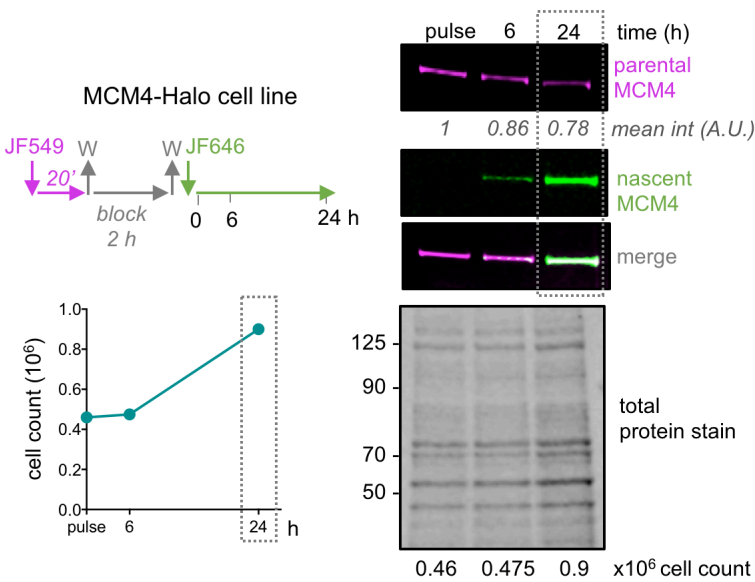 MCM4-Halo cell line
JF549
W
W
JF646
20’
block
2 h
0
6
24 h
pulse
6
24
time (h)
parental
MCM4
1
0.86
0.78
mean int (A.U.)
nascent
MCM4
merge
cell count (10⁶)
1.0
0.8
0.6
0.4
0.2
0.0
pulse
6
24
h
125
90
70
50
total
protein stain
0.46
0.475
0.9
x10⁶ cell count